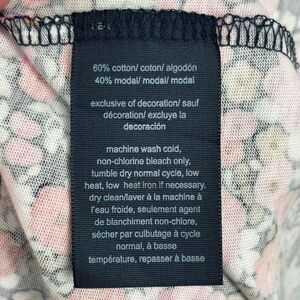 60% cotton/ coton/ algodón
40% modal/ modal/ modal
exclusive of decoration/ sauf
décoration/ excluye la
decoración
machine wash cold,
non-chlorine bleach only,
tumble dry normal cycle, low
heat, low heat iron if necessary.
dry clean/laver à la machine à
l'eau froide, seulement agent
de blanchiment non-chlore,
sécher par culbutage à cycle
normal, à basse
température, repasser à basse